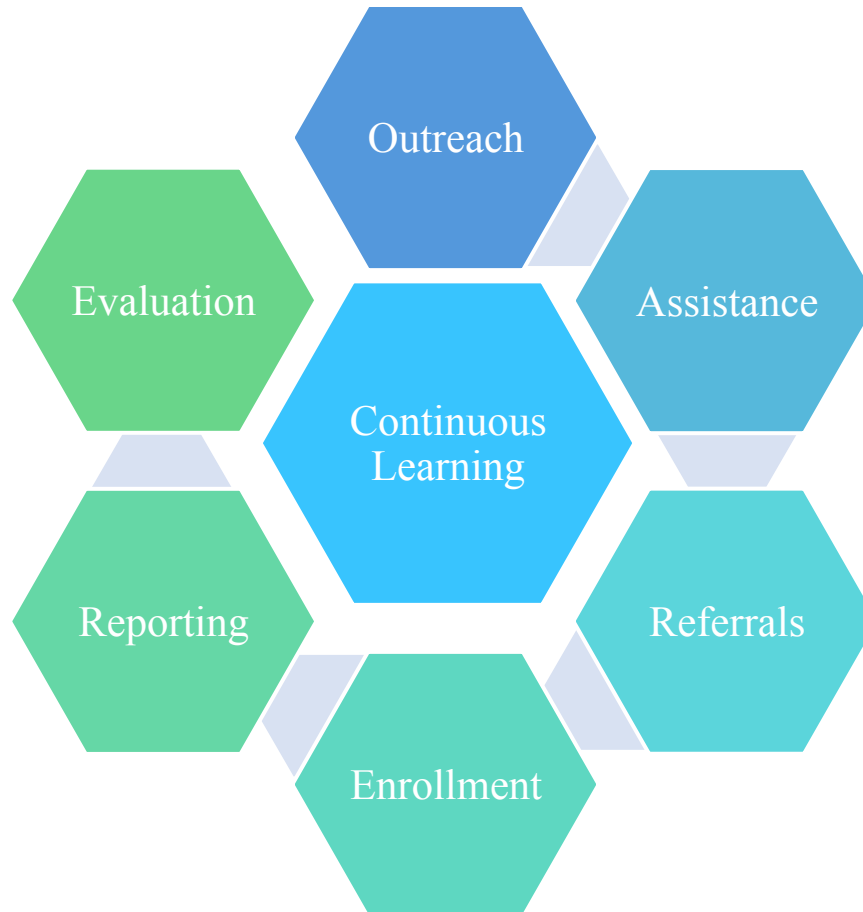 Outreach
Assistance
Referrals
Enrollment
Reporting
Evaluation
Continuous
Learning